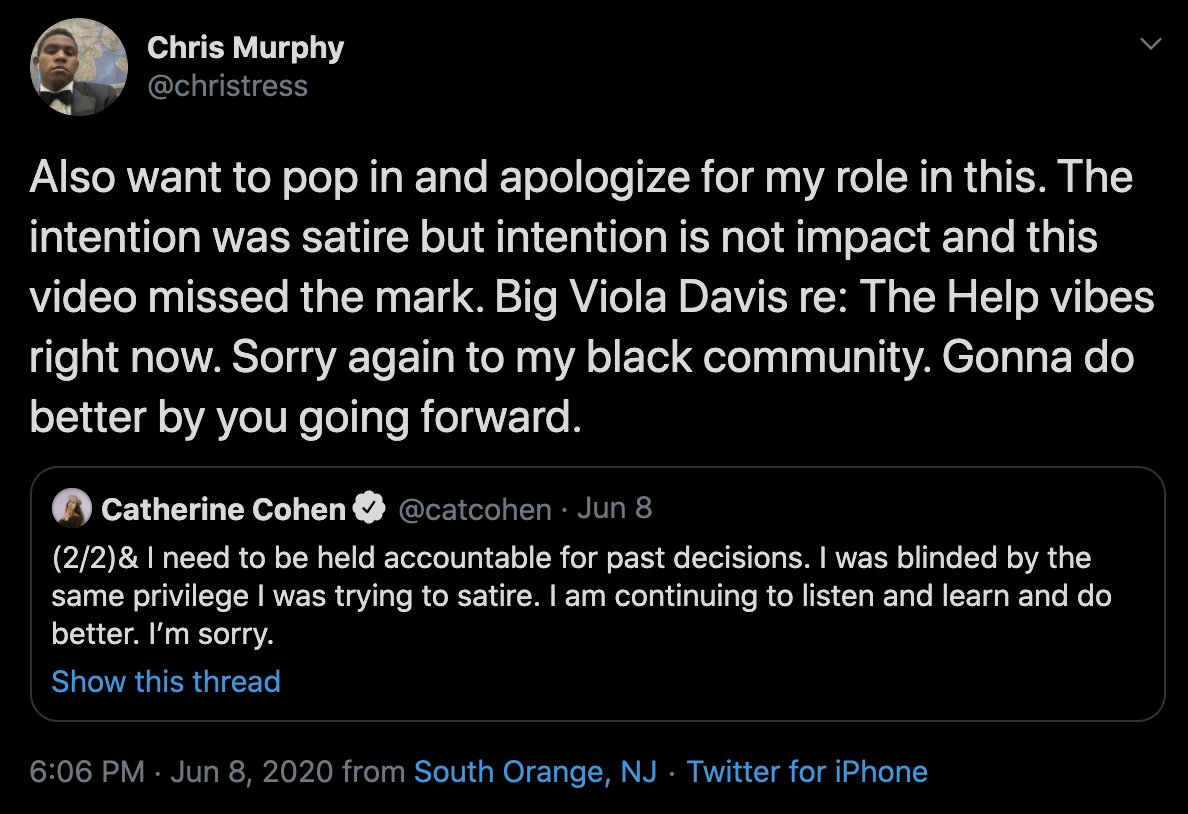 Chris Murphy
@christress
Also want to pop in and apologize for my role in this. The
intention was satire but intention is not impact and this
video missed the mark. Big Viola Davis re: The Help vibes
right now. Sorry again to my black community. Gonna do
better by you going forward.
Catherine Cohen @catcohen · Jun 8
(2/2)& I need to be held accountable for past decisions. I was blinded by the
same privilege I was trying to satire. I am continuing to listen and learn and do
better. I’m sorry.
Show this thread
6:06 PM · Jun 8, 2020 from South Orange, NJ · Twitter for iPhone